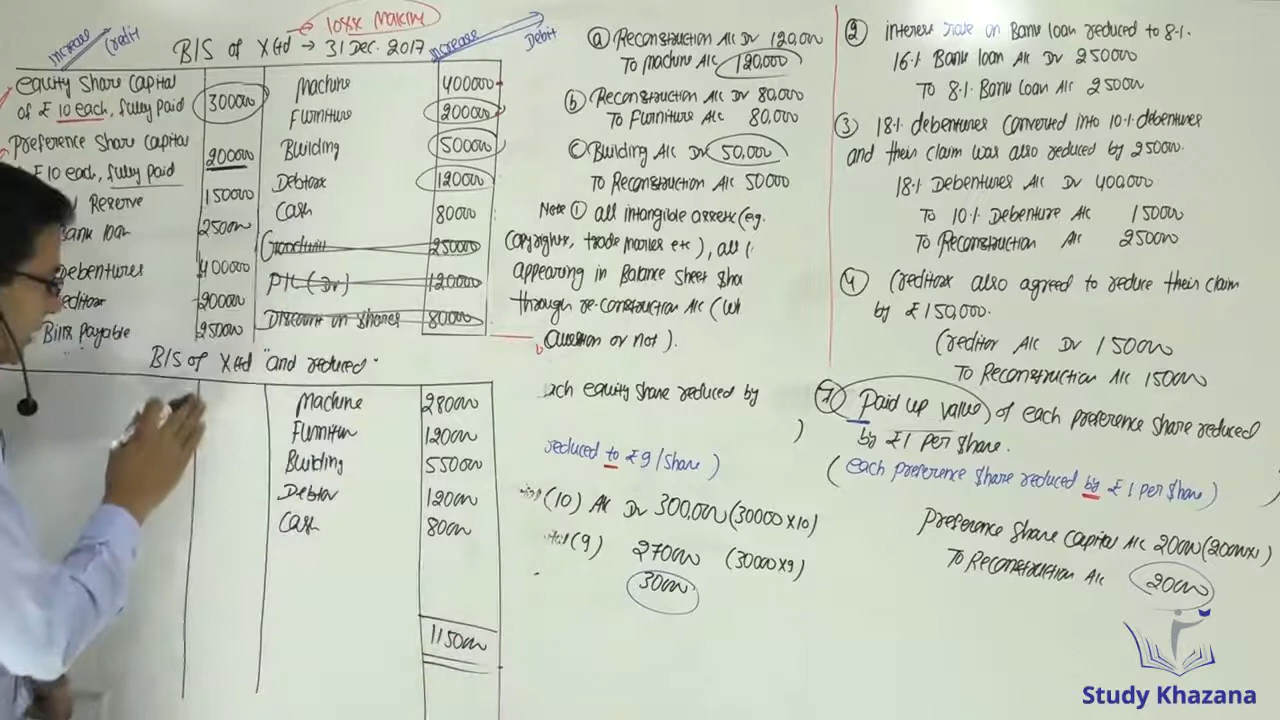 loss Making
increase
Credit
B/S of X Ltd → 31 Dec. 2017
increase
Debit
equity Share Capital of ₹ 10 each, fully paid
300000
Preference Share Capital
₹10 each, fully paid
200000
Reserve
150000
Bank loan
250000
Debentures
400000
editors
200000
Bills Payable
250000
Machine
400000
Furniture
200000
Building
500000
Debtors
120000
Cash
80000
Goodwill
250000
P/L (Dr)
120000
Discount on shares
80000
B/S of X Ltd "and reduced"
Machine
280000
Furniture
120000
Building
550000
Debtor
120000
Cash
80000
1150000
(a) Reconstruction A/c Dr 120,000
To Machine A/c 120,000
(b) Reconstruction A/c Dr 80,000
To Furniture A/c 80,000
(c) Building A/c Dr 50,000
To Reconstruction A/c 50000
Note (1) all intangible assets (eg.
Copyrights, trade marks etc), all (
appearing in Balance Sheet sho
through re-construction A/c (Wh
Question or not).
ach equity share reduced by
)
reduced to ₹9/share)
(10) A/c Dr 300,000 (30000x10)
(9) 270000 (30000x9)
30000
(2) interest rate on Bank loan reduced to 8%.
16% Bank loan A/c Dr 250000
To 8% Bank loan A/c 250000
(3) 18% debentures converted into 10% debentures
and their claim was also reduced by 250000.
18% Debentures A/c Dr 400,000
To 10% Debenture A/c 150000
To Reconstruction A/c 250000
(4) Creditors also agreed to reduce their claim
by ₹150,000.
Creditor A/c Dr 150000
To Reconstruction A/c 150000
(7) Paid up value of each preference share reduced
by ₹1 per share.
(each preference share reduced by ₹1 per share)
Preference Share Capital A/c 20000 (20000x1)
To Reconstruction A/c 20000
Study Khazana